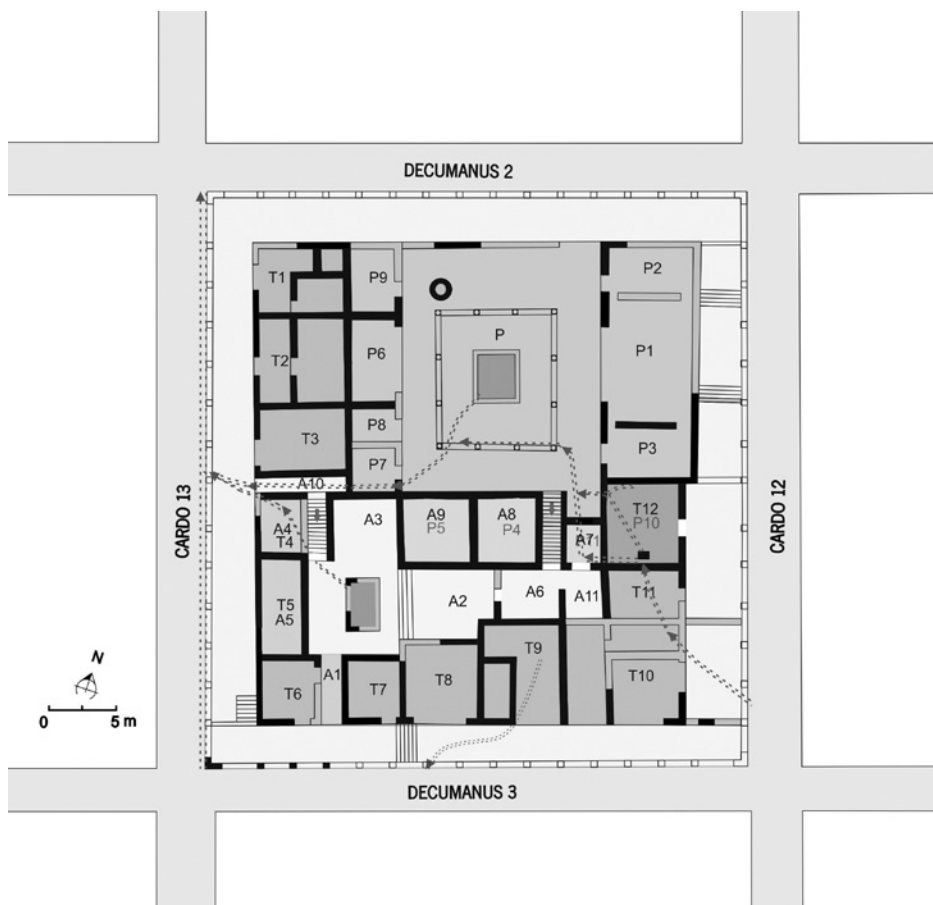 DECUMANUS 2
T1
P9
P2
P
T2
P6
P1
T3
P8
P7
P3
A10
CARDO 13
CARDO 12
A4
T4
A3
A9
P5
A8
P4
T12
P10
A7
T5
A5
A2
A6
A11
T11
T6
A1
T7
T8
T9
T10
N
0 5 m
DECUMANUS 3